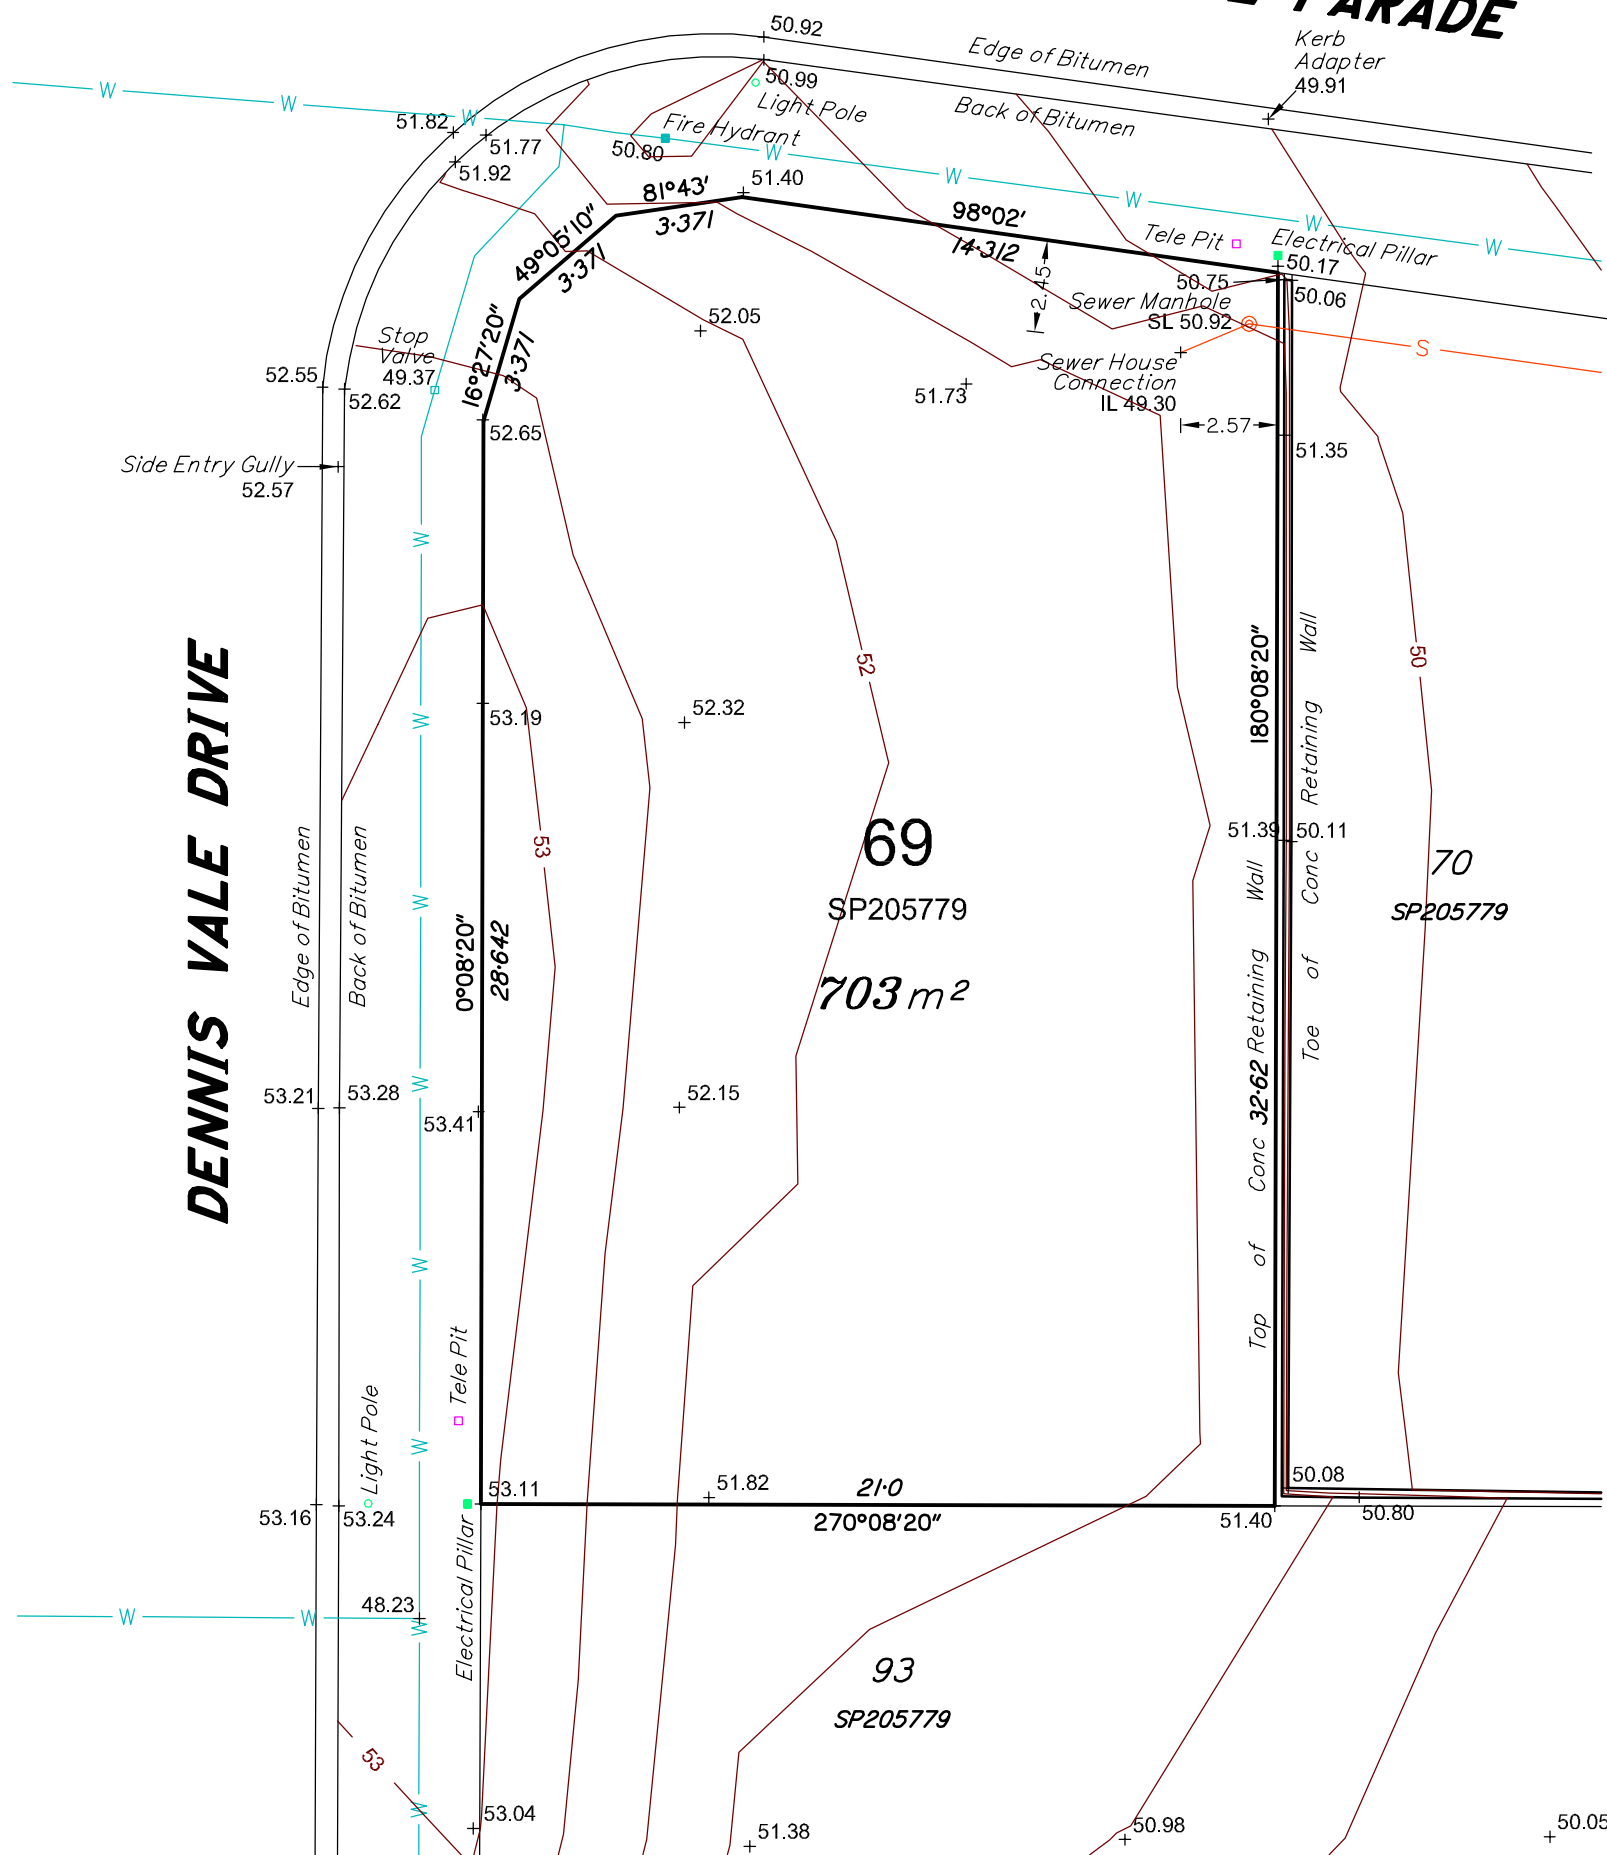 PARADE
50.92
Edge of Bitumen
Kerb
Adapter
49.91
50.99
Light Pole
Back of Bitumen
W W W
51.82
51.77
51.92
Fire Hydrant
50.80
W W W W W
81°43'
3·371
51.40
98°02'
14·312
49°05'10"
3·371
Tele Pit
Electrical Pillar
50.17
50.75
50.06
2.45
Sewer Manhole
SL 50.92
S
Stop
Valve
49.37
16°27'20"
3·371
52.05
Sewer House
Connection
IL 49.30
52.55
52.62
51.73
2.57
52.65
51.35
Side Entry Gully
52.57
W
52
50
180°08'20"
53.19
52.32
W
DENNIS VALE DRIVE
53
69
SP205779
703 m²
51.39
50.11
70
SP205779
Edge of Bitumen
Back of Bitumen
W
0°08'20"
28·642
Top of Conc Retaining Wall
32·62
Toe of Conc Retaining Wall
53.21
53.28
W
53.41
52.15
W
Tele Pit
Light Pole
W
53.16
53.24
53.11
51.82
21·0
270°08'20"
51.40
50.08
50.80
Electrical Pillar
48.23
W W W
93
SP205779
53
W
53.04
51.38
50.98
50.05